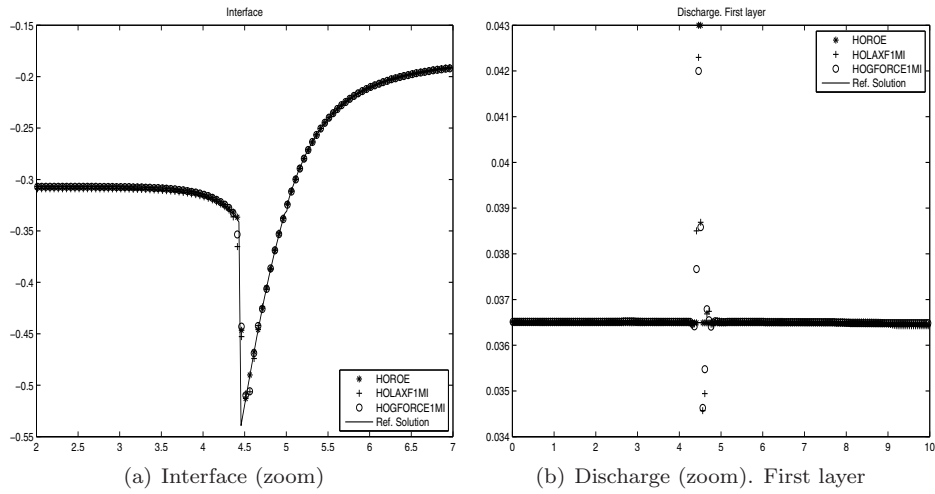 Interface
−0.15
−0.2
−0.25
−0.3
−0.35
−0.4
−0.45
−0.5
−0.55
2 2.5 3 3.5 4 4.5 5 5.5 6 6.5 7
HOROE
HOLAXF1MI
HOGFORCE1MI
Ref. Solution
(a) Interface (zoom)
Discharge. First layer
0.043
0.042
0.041
0.04
0.039
0.038
0.037
0.036
0.035
0.034
0 1 2 3 4 5 6 7 8 9 10
HOROE
HOLAXF1MI
HOGFORCE1MI
Ref. Solution
(b) Discharge (zoom). First layer